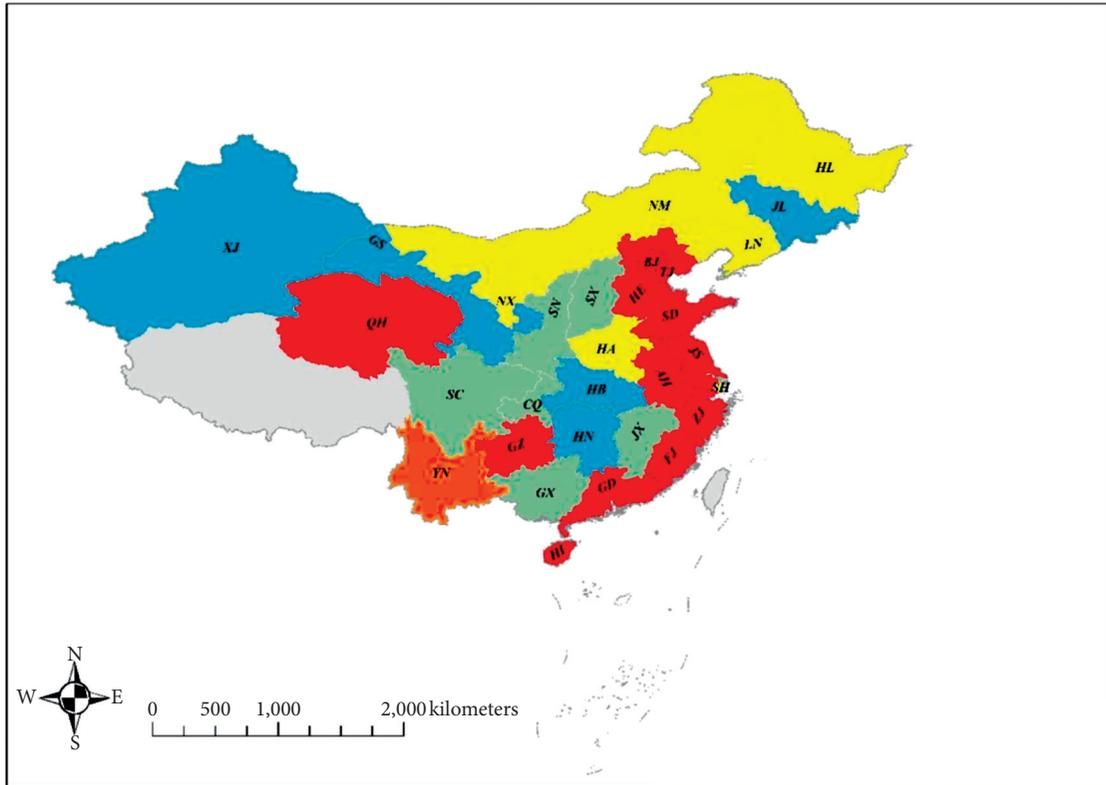 HL
NM
JL
XJ
GS
LN
BJ
TJ
NX
SN
SX
HE
SD
QH
HA
JS
SC
HB
AH
SH
CQ
ZJ
HN
JX
GZ
FJ
YN
GX
GD
HI
N
W E
S
0 500 1,000 2,000 kilometers